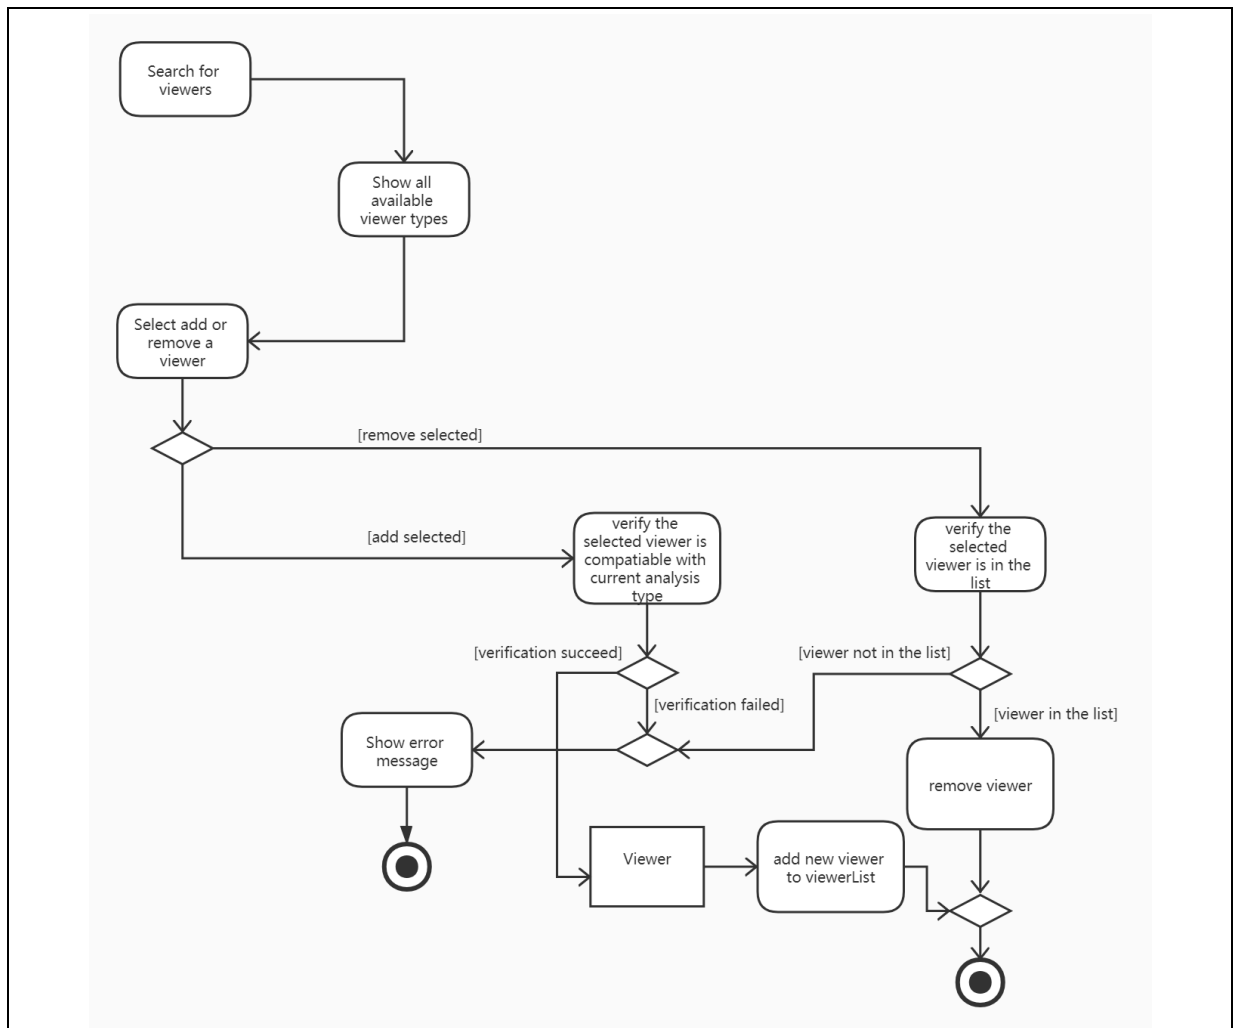 Search for
viewers
Show all
available
viewer types
Select add or
remove a
viewer
[remove selected]
[add selected]
verify the
selected viewer is
compatiable with
current analysis
type
verify the
selected
viewer is in the
list
[verification succeed]
[viewer not in the list]
[verification failed]
[viewer in the list]
Show error
message
remove viewer
Viewer
add new viewer
to viewerList